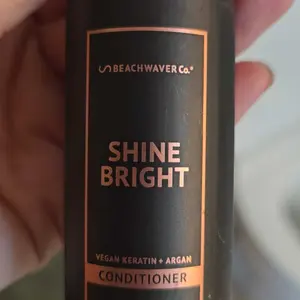 BEACHWAVER Co.®
SHINE
BRIGHT
VEGAN KERATIN + ARGAN
CONDITIONER